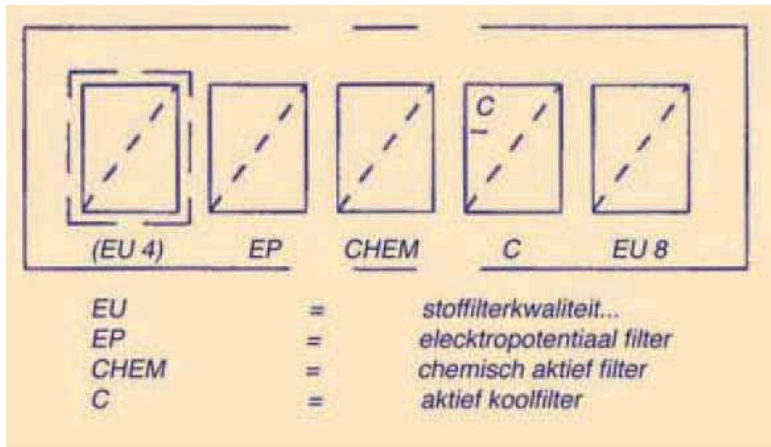 C
(EU 4) EP CHEM C EU 8
EU = stoffilterkwaliteit...
EP = elecktropotentiaal filter
CHEM = chemisch aktief filter
C = aktief koolfilter